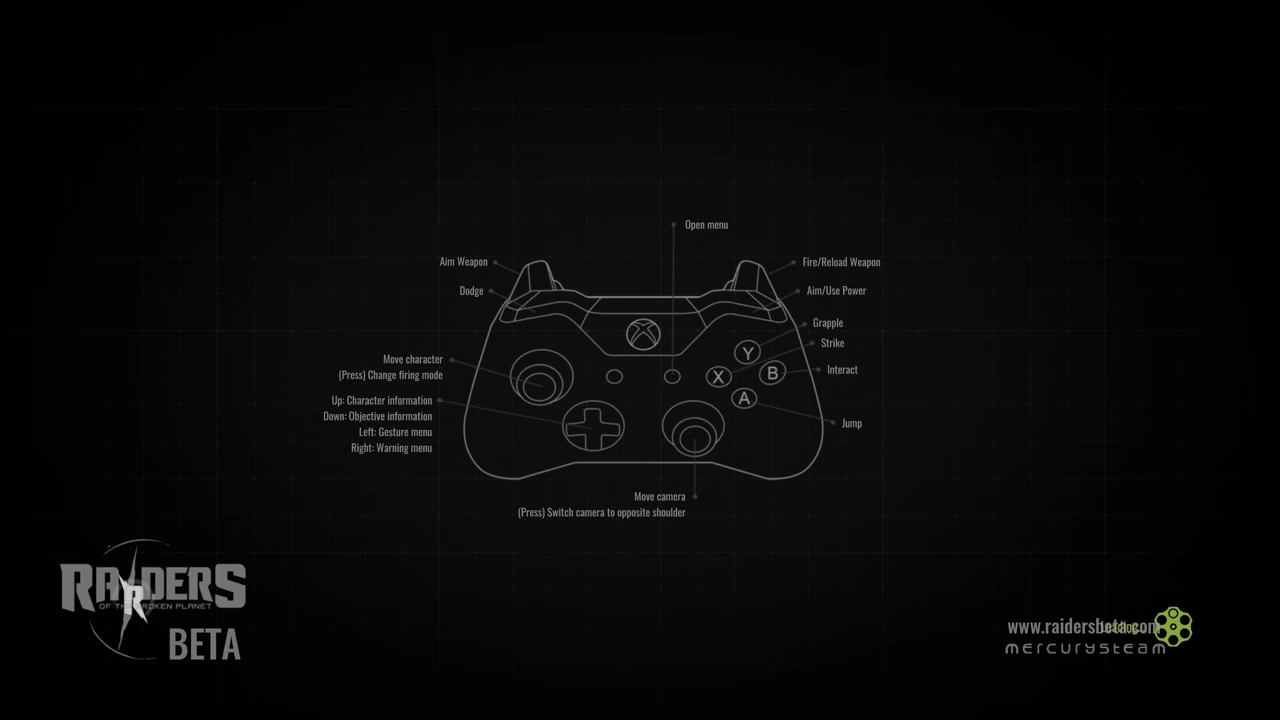 Open menu
Aim Weapon
Fire/Reload Weapon
Dodge
Aim/Use Power
Grapple
Strike
Y
X
B
A
Move character
(Press) Change firing mode
Interact
Up: Character information
Down: Objective information
Left: Gesture menu
Right: Warning menu
Jump
Move camera
(Press) Switch camera to opposite shoulder
RAIDERS
OF THE BROKEN PLANET
BETA
www.raidersbeta.com
Loading...
mercurysteam